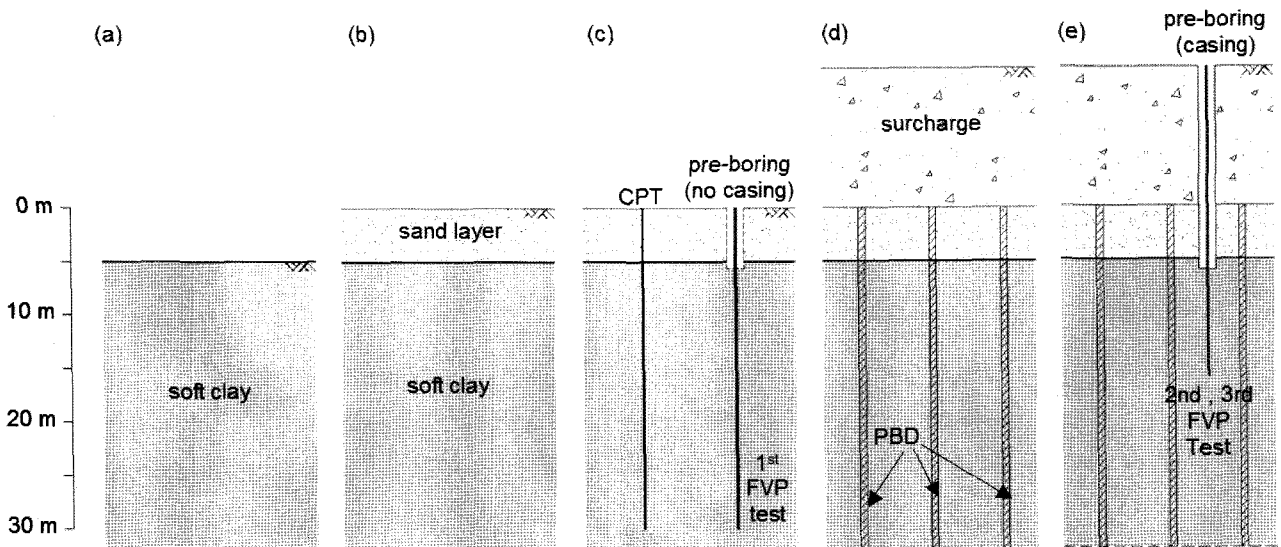 (a)
(b)
(c)
(d)
(e)
pre-boring
(casing)
surcharge
pre-boring
(no casing)
CPT
0 m
sand layer
10 m
soft clay
soft clay
20 m
2nd , 3rd
FVP
Test
PBD
1st
FVP
test
30 m